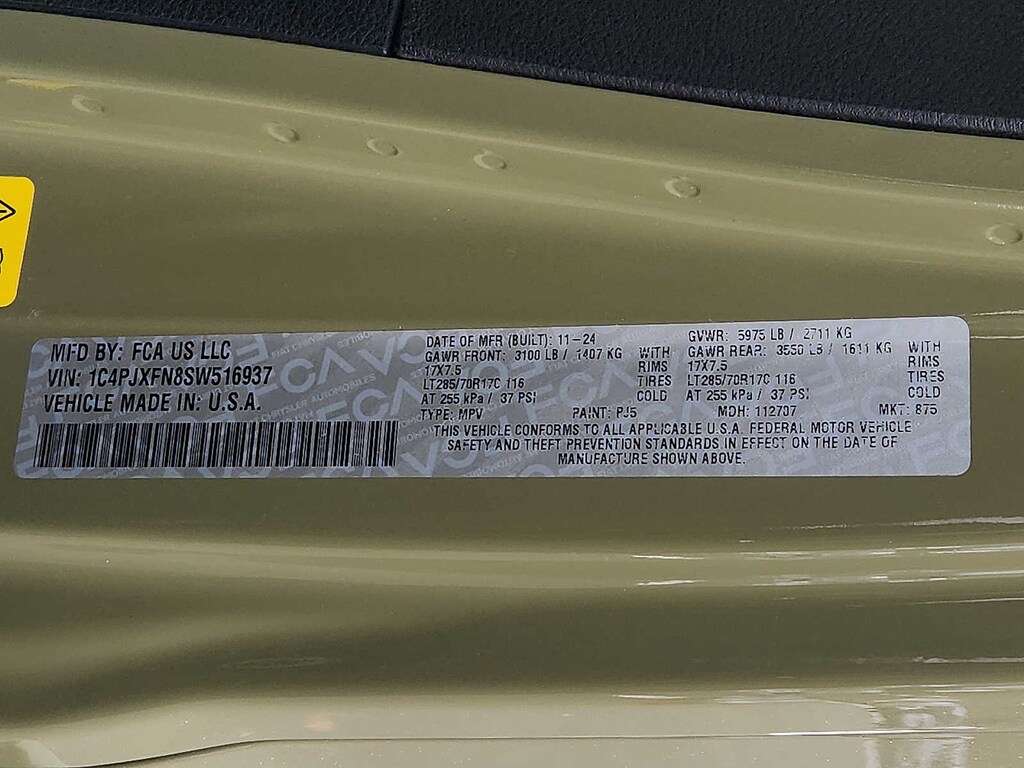 MFD BY: FCA US LLC
VIN: 1C4PJXFN8SW516937
VEHICLE MADE IN: U.S.A.
DATE OF MFR (BUILT): 11-24
GAWR FRONT: 3100 LB / 1407 KG WITH
17X7.5 RIMS
LT285/70R17C 116 TIRES
AT 255 kPa / 37 PSI COLD
GVWR: 5975 LB / 2711 KG
GAWR REAR: 3550 LB / 1611 KG WITH
17X7.5 RIMS
LT285/70R17C 116 TIRES
AT 255 kPa / 37 PSI COLD
TYPE: MPV PAINT: PJ5 MDH: 112707 MKT: 875
THIS VEHICLE CONFORMS TO ALL APPLICABLE U.S.A. FEDERAL MOTOR VEHICLE
SAFETY AND THEFT PREVENTION STANDARDS IN EFFECT ON THE DATE OF
MANUFACTURE SHOWN ABOVE.